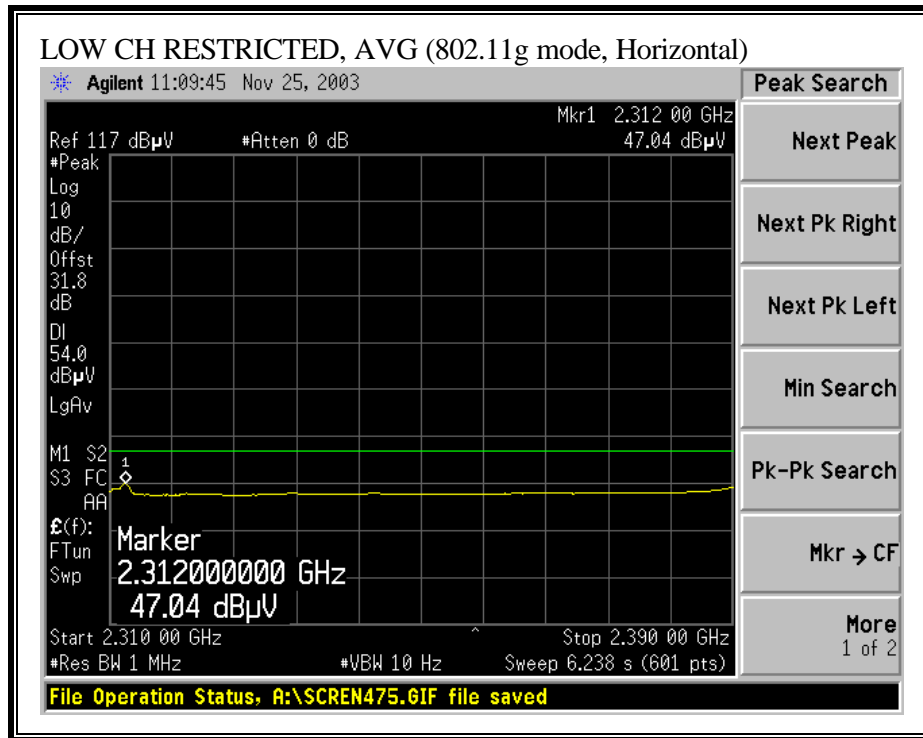 LOW CH RESTRICTED, AVG (802.11g mode, Horizontal)
Agilent 11:09:45 Nov 25, 2003
Peak Search
Mkr1 2.312 00 GHz
Ref 117 dBµV #Atten 0 dB 47.04 dBµV
#Peak
Log
10
dB/
Offst
31.8
dB
DI
54.0
dBµV
LgAv
M1 S2
S3 FC
AA
£(f):
FTun
Swp
1
Marker
2.312000000 GHz
47.04 dBµV
Start 2.310 00 GHz ^ Stop 2.390 00 GHz
#Res BW 1 MHz #VBW 10 Hz Sweep 6.238 s (601 pts)
Next Peak
Next Pk Right
Next Pk Left
Min Search
Pk-Pk Search
Mkr → CF
More
1 of 2
File Operation Status, A:\SCREN475.GIF file saved